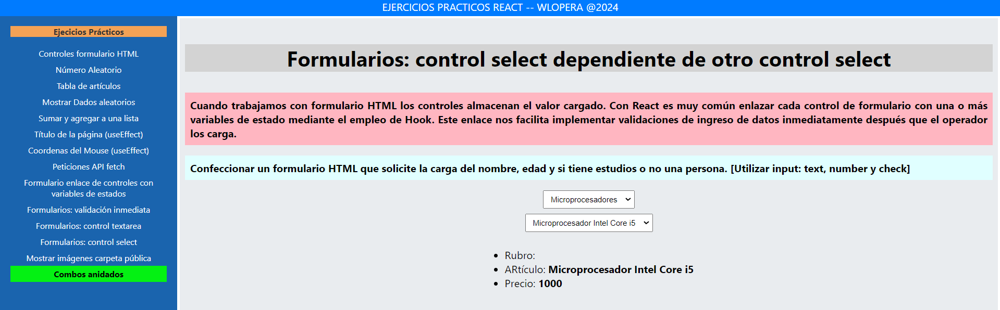 EJERCICIOS PRACTICOS REACT -- WLOPERA @2024
Ejecicios Prácticos
Controles formulario HTML
Número Aleatorio
Tabla de artículos
Mostrar Dados aleatorios
Sumar y agregar a una lista
Título de la página (useEffect)
Coordenas del Mouse (useEffect)
Peticiones API fetch
Formulario enlace de controles con
variables de estados
Formularios: validación inmediata
Formularios: control textarea
Formularios: control select
Mostrar imágenes carpeta pública
Combos anidados
Formularios: control select dependiente de otro control select
Cuando trabajamos con formulario HTML los controles almacenan el valor cargado. Con React es muy común enlazar cada control de formulario con una o más
variables de estado mediante el empleo de Hook. Este enlace nos facilita implementar validaciones de ingreso de datos inmediatamente después que el operador
los carga.
Confeccionar un formulario HTML que solicite la carga del nombre, edad y si tiene estudios o no una persona. [Utilizar input: text, number y check]
Microprocesadores
Microprocesador Intel Core i5
Rubro:
ARtículo: Microprocesador Intel Core i5
Precio: 1000